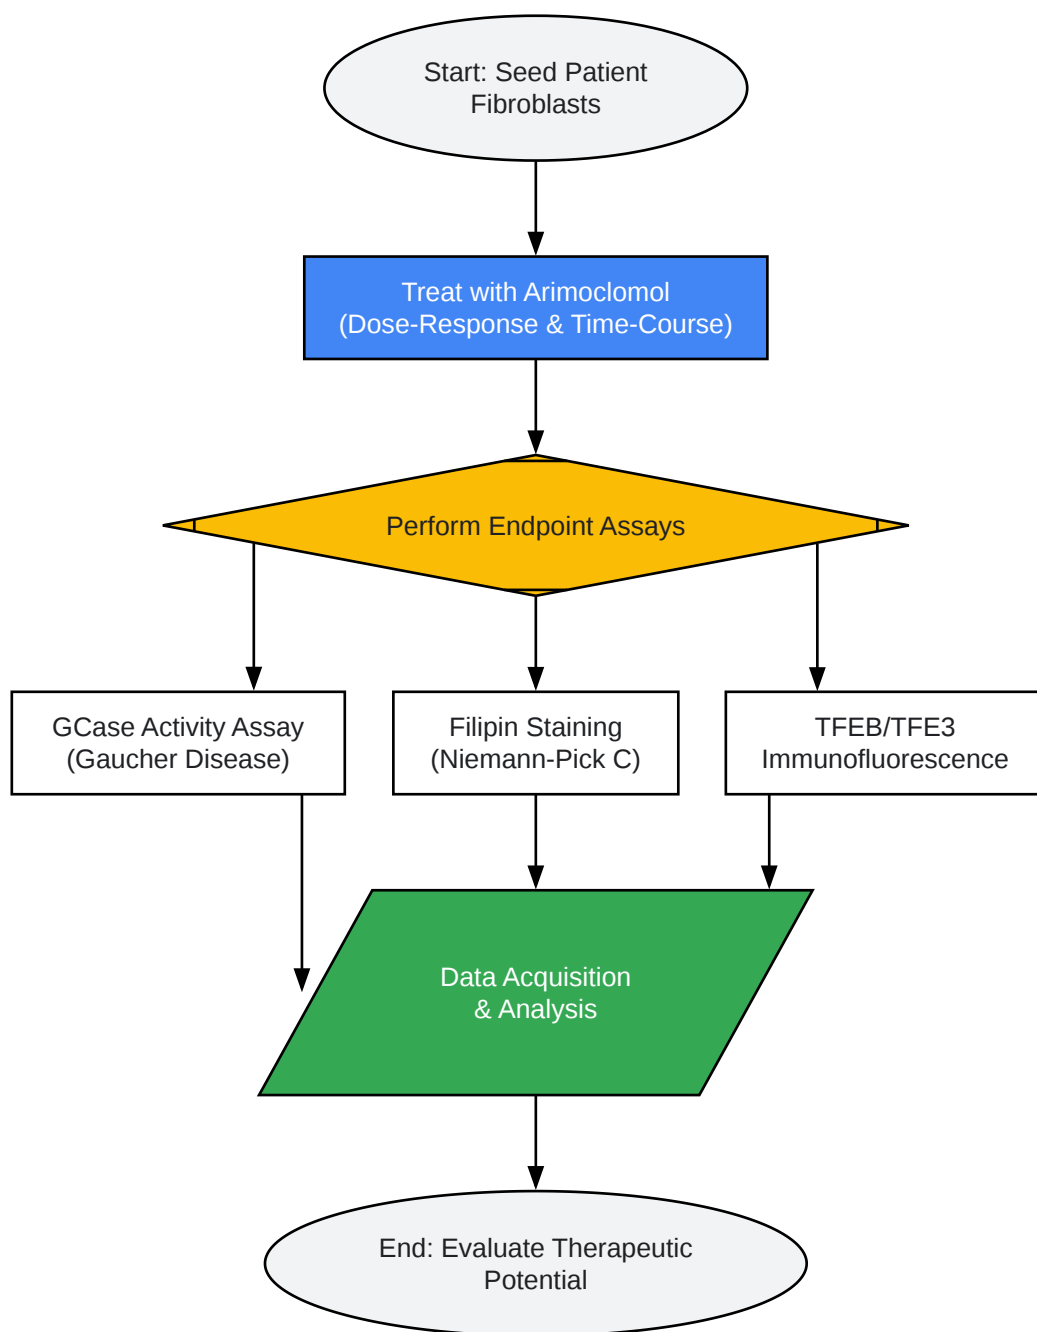 Start: Seed Patient
Fibroblasts
Treat with Arimoclomol
(Dose-Response & Time-Course)
Perform Endpoint Assays
GCase Activity Assay
(Gaucher Disease)
Filipin Staining
(Niemann-Pick C)
TFEB/TFE3
Immunofluorescence
Data Acquisition
& Analysis
End: Evaluate Therapeutic
Potential